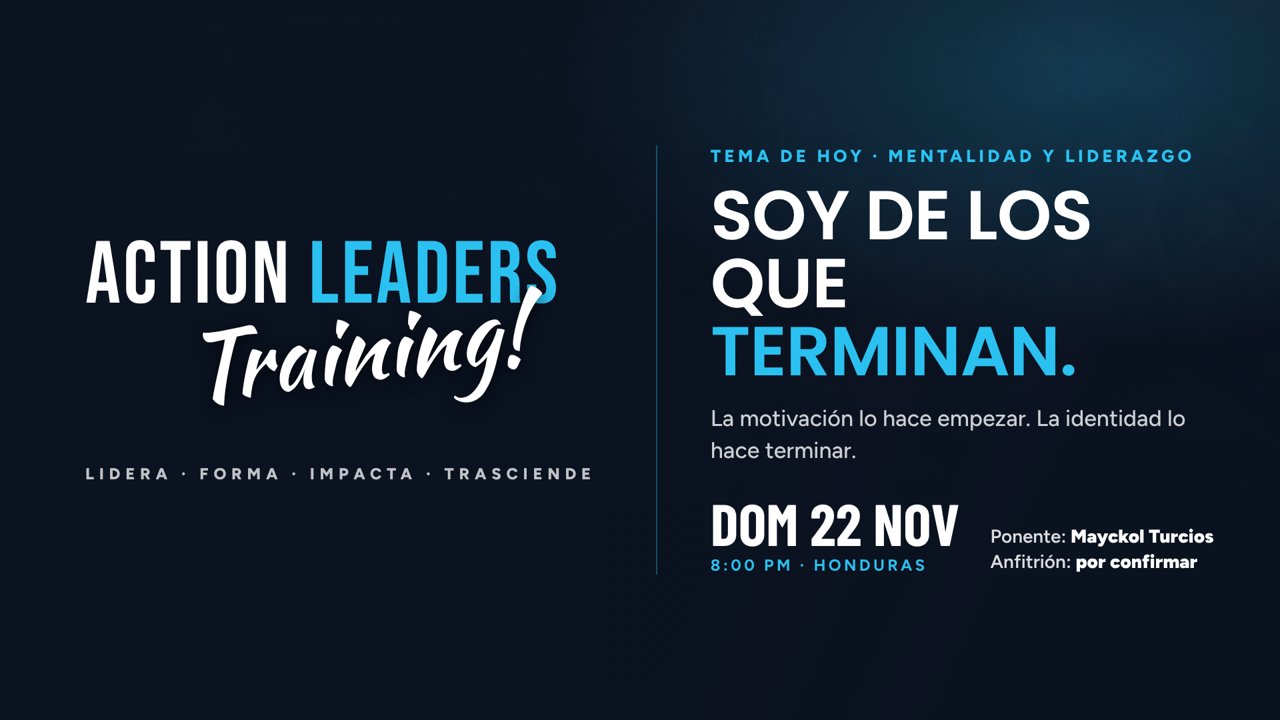 ACTION LEADERS
Training!
LIDERA · FORMA · IMPACTA · TRASCIENDE
TEMA DE HOY · MENTALIDAD Y LIDERAZGO
SOY DE LOS
QUE
TERMINAN.
La motivación lo hace empezar. La identidad lo
hace terminar.
DOM 22 NOV
8:00 PM · HONDURAS
Ponente: Mayckol Turcios
Anfitrión: por confirmar